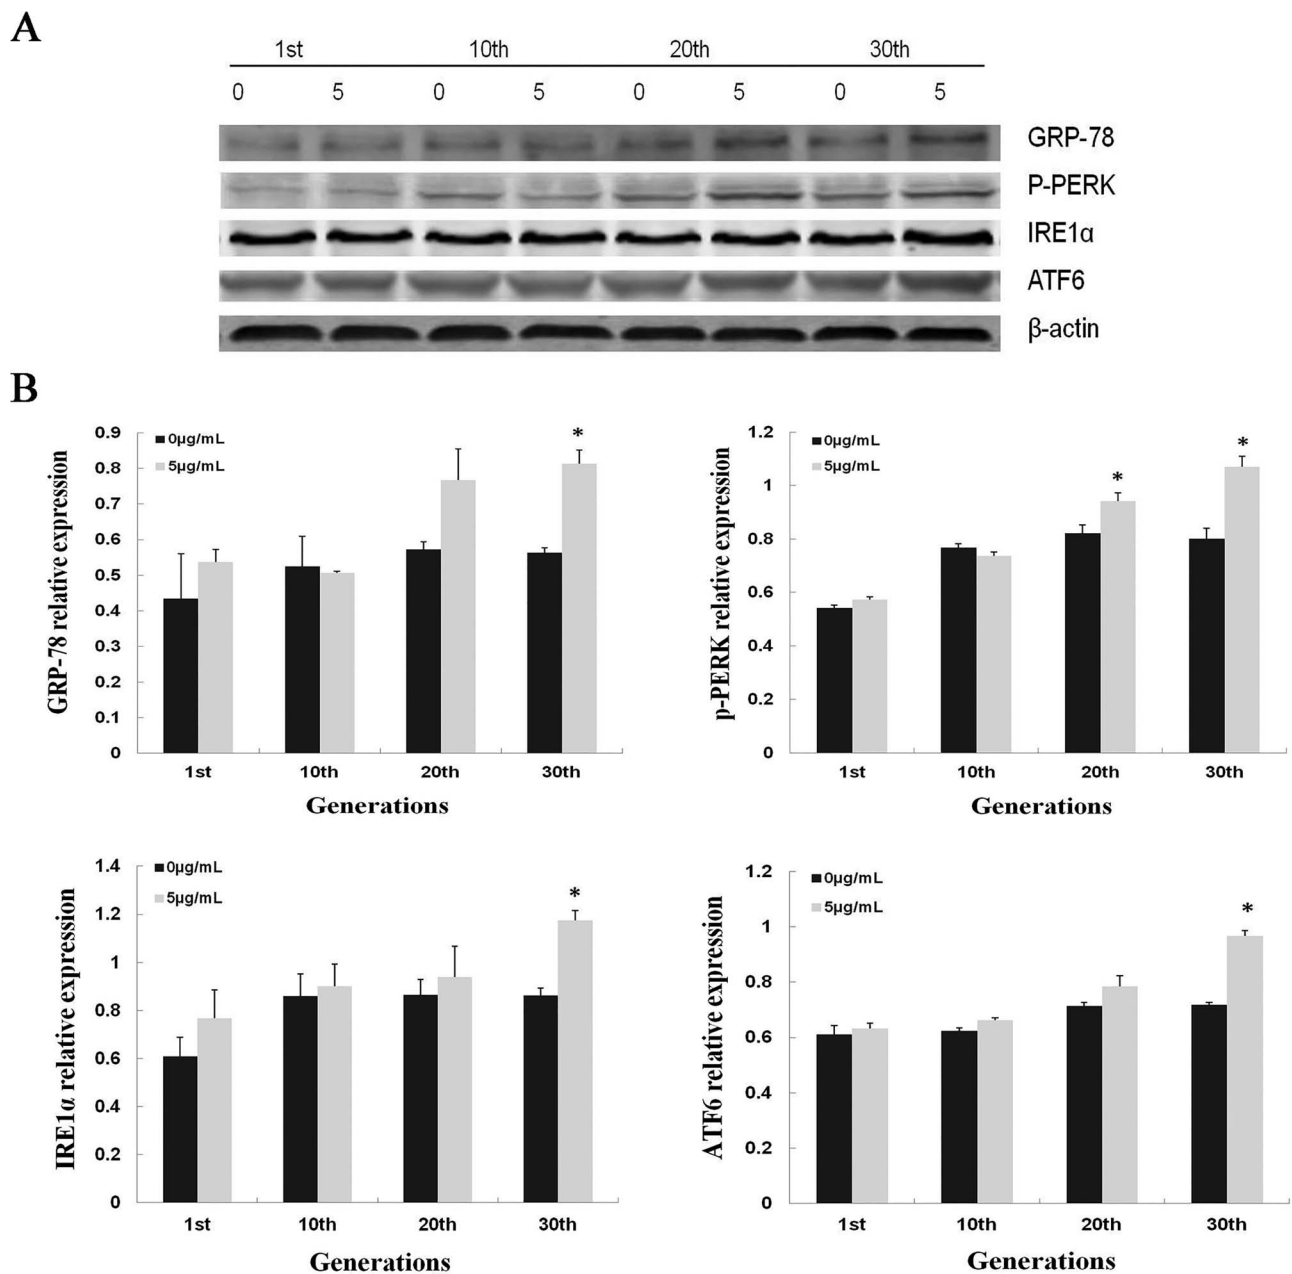 A
1st 10th 20th 30th
0 5 0 5 0 5 0 5
GRP-78
P-PERK
IRE1α
ATF6
β-actin
B
GRP-78 relative expression
0.9
0.8
0.7
0.6
0.5
0.4
0.3
0.2
0.1
0
0μg/mL
5μg/mL
*
1st 10th 20th 30th
Generations
p-PERK relative expression
1.2
1
0.8
0.6
0.4
0.2
0
0μg/mL
5μg/mL
*
*
1st 10th 20th 30th
Generations
IRE1α relative expression
1.4
1.2
1
0.8
0.6
0.4
0.2
0
0μg/mL
5μg/mL
*
1st 10th 20th 30th
Generations
ATF6 relative expression
1.2
1
0.8
0.6
0.4
0.2
0
0μg/mL
5μg/mL
*
1st 10th 20th 30th
Generations